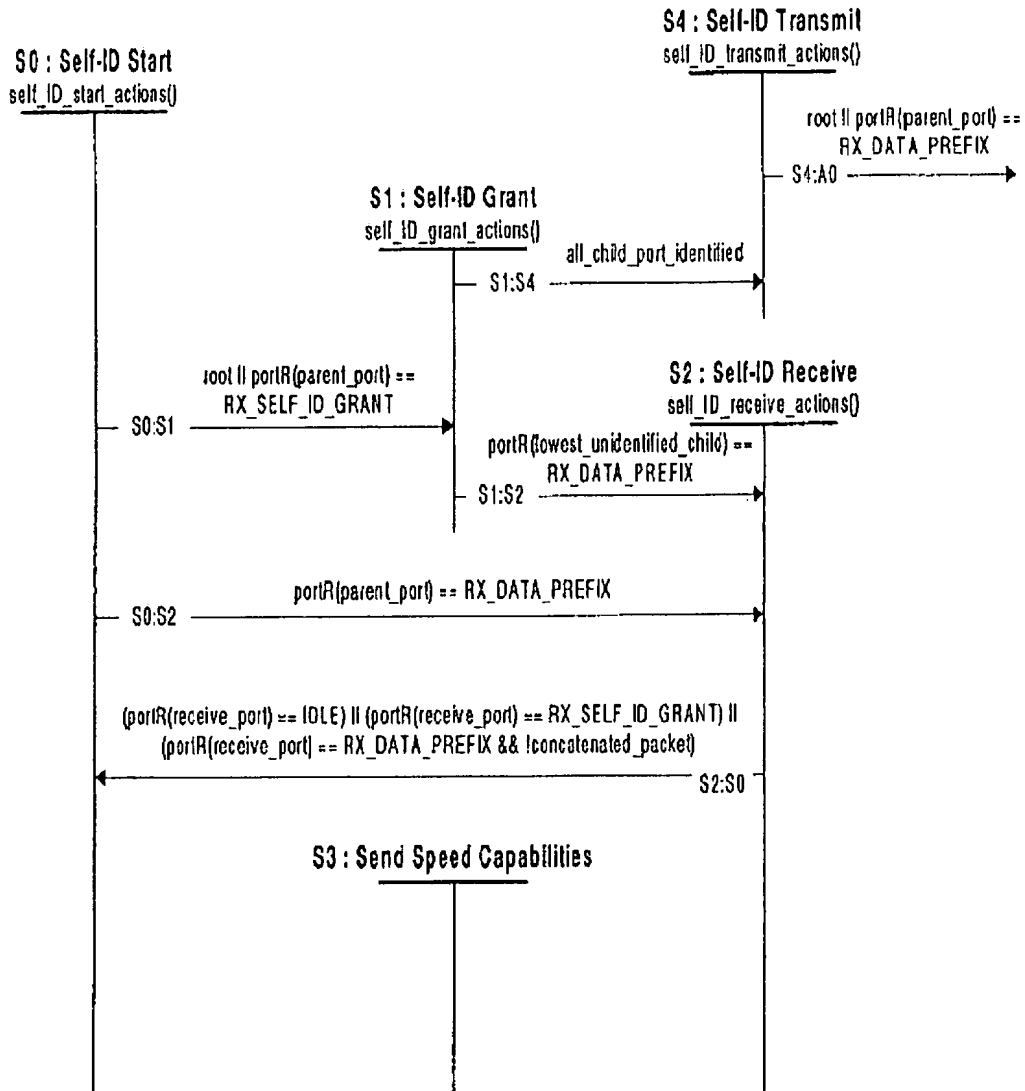 S4 : Self-ID Transmit
self_ID_transmit_actions()
S0 : Self-ID Start
self_ID_start_actions()
root || portR(parent_port) ==
RX_DATA_PREFIX
S4:A0
S1 : Self-ID Grant
self_ID_grant_actions()
all_child_port_identified
S1:S4
root || portR(parent_port) ==
RX_SELF_ID_GRANT
S0:S1
S2 : Self-ID Receive
self_ID_receive_actions()
portR(lowest_unidentified_child) ==
RX_DATA_PREFIX
S1:S2
portR(parent_port) == RX_DATA_PREFIX
S0:S2
(portR(receive_port) == IDLE) || (portR(receive_port) == RX_SELF_ID_GRANT) ||
(portR(receive_port) == RX_DATA_PREFIX && !concatenated_packet)
S2:S0
S3 : Send Speed Capabilities